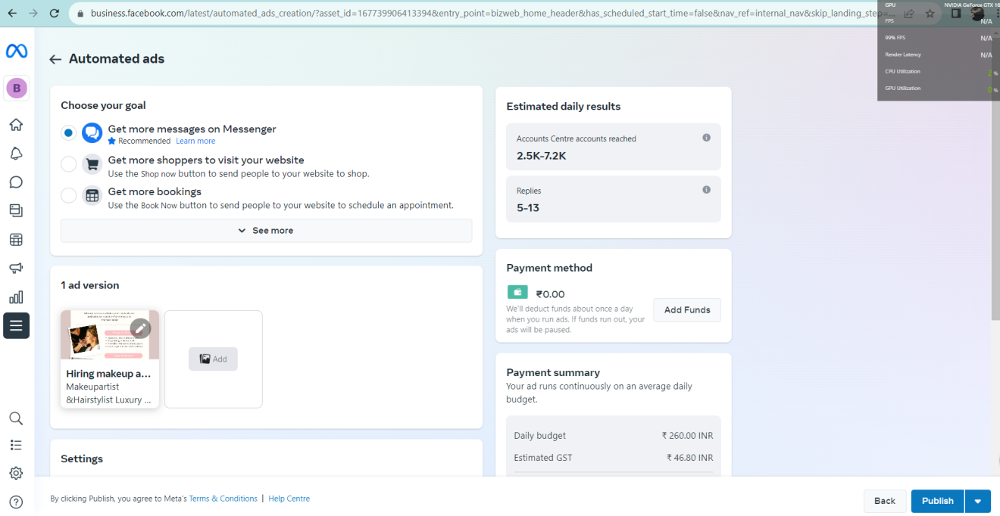 business.facebook.com/latest/automated_ads_creation/?asset_id=167739906413394&entry_point=bizweb_home_header&has_scheduled_start_time=false&nav_ref=internal_nav&skip_landing_step=...
GPU
NVIDIA GeForce GTX 16
FPS
N/A
99% FPS
N/A
Render Latency
N/A
CPU Utilization
2 %
GPU Utilization
0 %
B
Automated ads
Choose your goal
Get more messages on Messenger
Recommended Learn more
Get more shoppers to visit your website
Use the Shop now button to send people to your website to shop.
Get more bookings
Use the Book Now button to send people to your website to schedule an appointment.
See more
1 ad version
Hiring makeup a...
Makeupartist
&Hairstylist Luxury ...
Add
Settings
Estimated daily results
Accounts Centre accounts reached
2.5K-7.2K
Replies
5-13
Payment method
₹0.00
We'll deduct funds about once a day
when you run ads. If funds run out, your
ads will be paused.
Add Funds
Payment summary
Your ad runs continuously on an average daily
budget.
Daily budget ₹ 260.00 INR
Estimated GST ₹ 46.80 INR
By clicking Publish, you agree to Meta's Terms & Conditions | Help Centre
Back
Publish